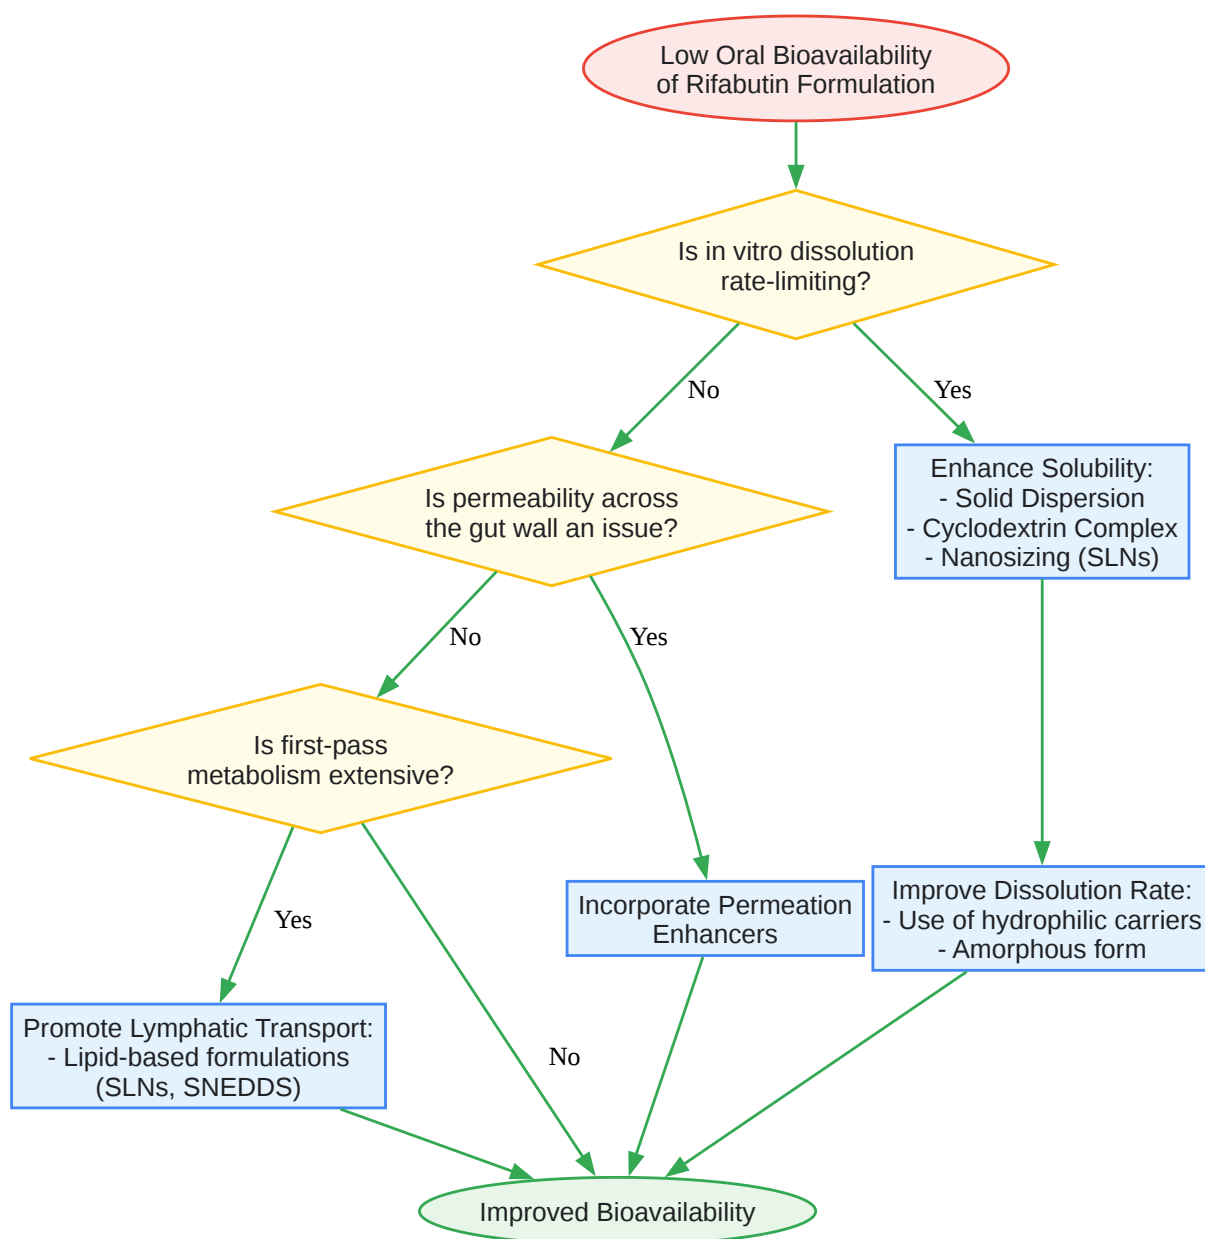 Low Oral Bioavailability
of Rifabutin Formulation
Is in vitro dissolution
rate-limiting?
No
Yes
Is permeability across
the gut wall an issue?
Enhance Solubility:
- Solid Dispersion
- Cyclodextrin Complex
- Nanosizing (SLNs)
No
Yes
Is first-pass
metabolism extensive?
Incorporate Permeation
Enhancers
Improve Dissolution Rate:
- Use of hydrophilic carriers
- Amorphous form
Yes
Promote Lymphatic Transport:
- Lipid-based formulations
(SLNs, SNEDDS)
No
Improved Bioavailability